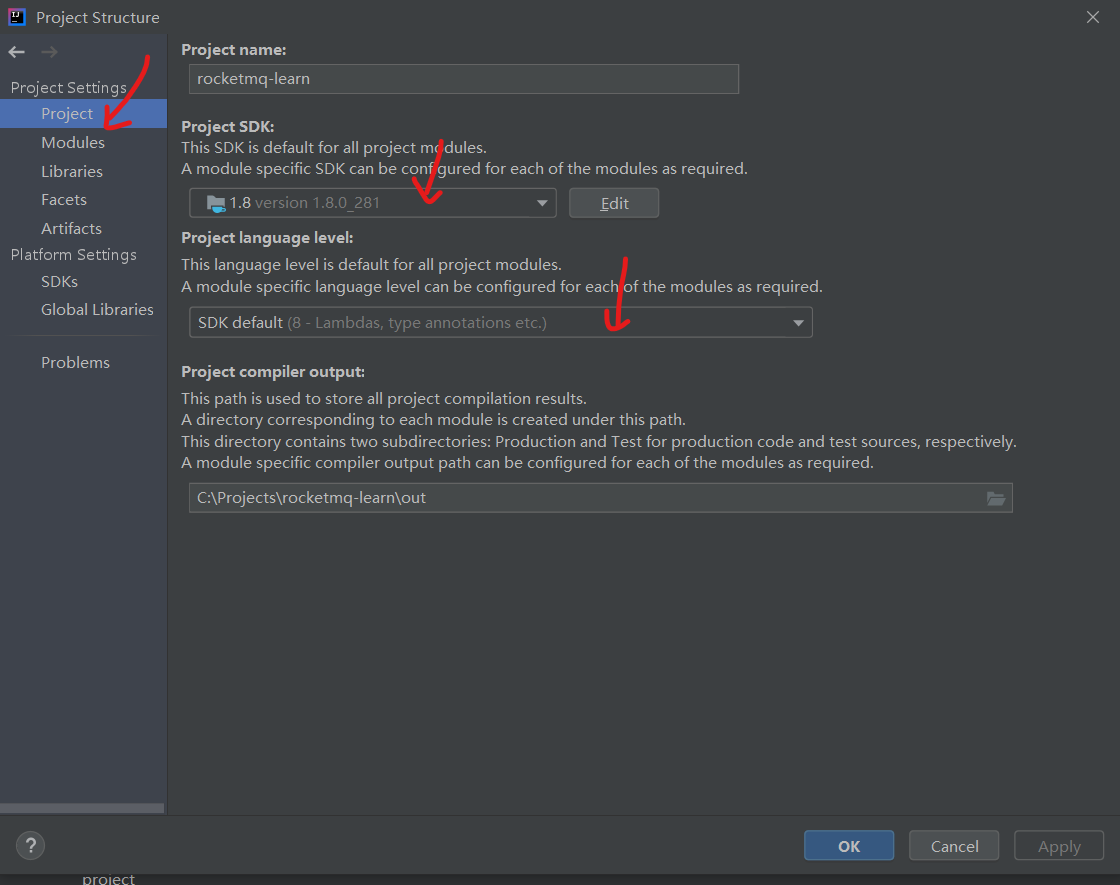 Project Structure
Project Settings
Project
Modules
Libraries
Facets
Artifacts
Platform Settings
SDKs
Global Libraries
Problems
Project name:
rocketmq-learn
Project SDK:
This SDK is default for all project modules.
A module specific SDK can be configured for each of the modules as required.
1.8 version 1.8.0_281
Edit
Project language level:
This language level is default for all project modules.
A module specific language level can be configured for each of the modules as required.
SDK default (8 - Lambdas, type annotations etc.)
Project compiler output:
This path is used to store all project compilation results.
A directory corresponding to each module is created under this path.
This directory contains two subdirectories: Production and Test for production code and test sources, respectively.
A module specific compiler output path can be configured for each of the modules as required.
C:\Projects\rocketmq-learn\out
?
OK
Cancel
Apply
project